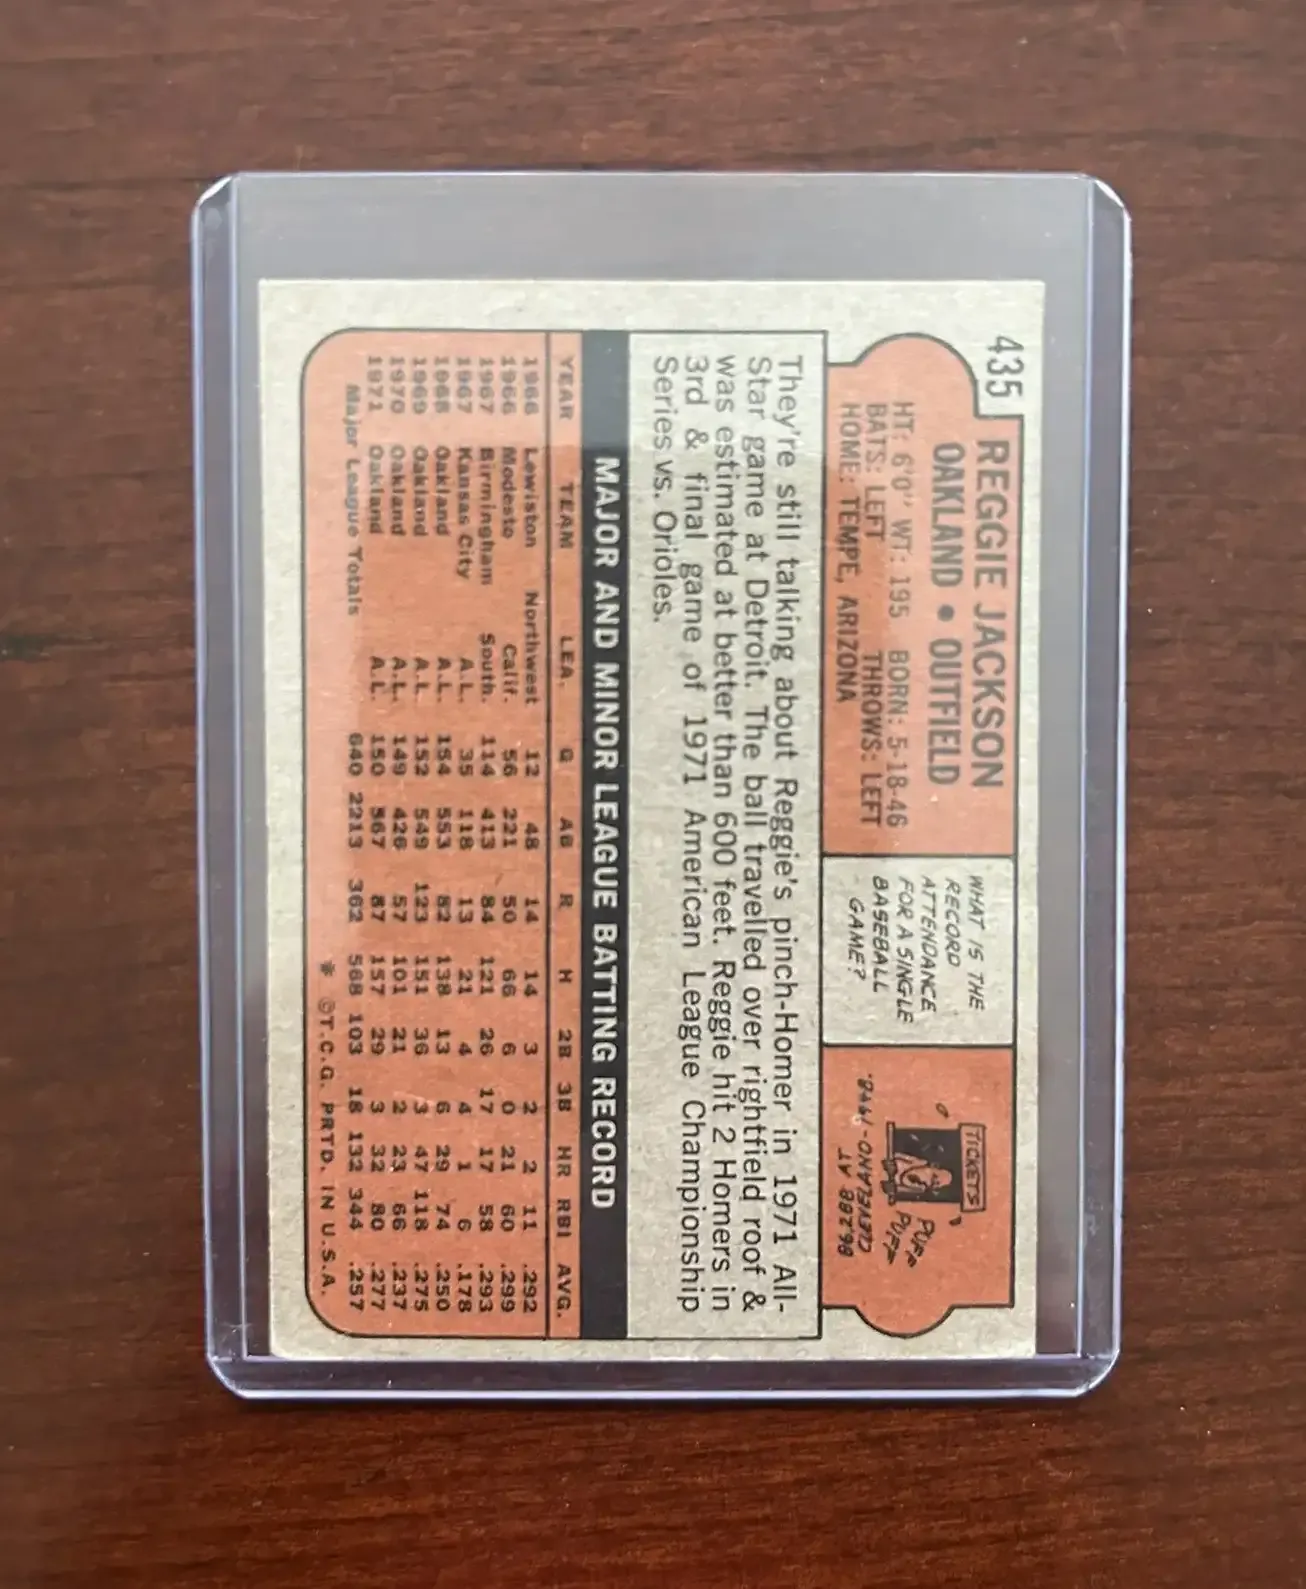 435
REGGIE JACKSON
OAKLAND • OUTFIELD
HT: 6'0" WT: 195 BORN: 5-18-46
BATS: LEFT THROWS: LEFT
HOME: TEMPE, ARIZONA
WHAT IS THE
RECORD
ATTENDANCE
FOR A SINGLE
BASEBALL
GAME?
TICKETS
PUFF
PUFF
86,288 AT
CLEVELAND-1948.
They're still talking about Reggie's pinch-Homer in 1971 All-
Star game at Detroit. The ball travelled over rightfield roof &
was estimated at better than 600 feet. Reggie hit 2 Homers in
3rd & final game of 1971 American League Championship
Series vs. Orioles.
MAJOR AND MINOR LEAGUE BATTING RECORD
YEAR TEAM LEA. G AB R H 2B 3B HR RBI AVG.
1966 Lewiston Northwest 12 48 14 14 3 2 2 11 .292
1966 Modesto Calif. 56 221 50 66 6 0 21 60 .299
1967 Birmingham South. 114 413 84 121 26 17 17 58 .293
1967 Kansas City A.L. 35 118 13 21 4 4 1 6 .178
1968 Oakland A.L. 154 553 82 138 13 6 29 74 .250
1969 Oakland A.L. 152 549 123 151 36 3 47 118 .275
1970 Oakland A.L. 149 426 57 101 21 2 23 66 .237
1971 Oakland A.L. 150 567 87 157 29 3 32 80 .277
Major League Totals 640 2213 362 568 103 18 132 344 .257
* ©T.C.G. PRTD. IN U.S.A.